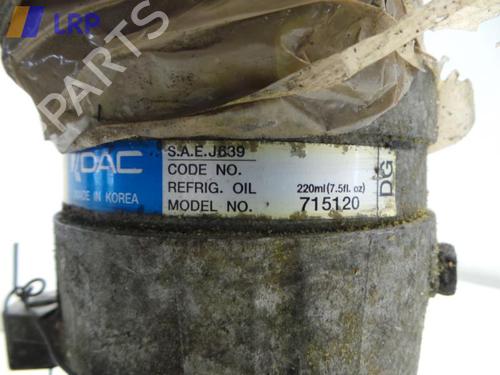 LRP
PARTS
DAC
MADE IN KOREA
S.A.E.J639
CODE NO.
REFRIG. OIL 220ml(7.5fl. oz)
MODEL NO. 715120
DG